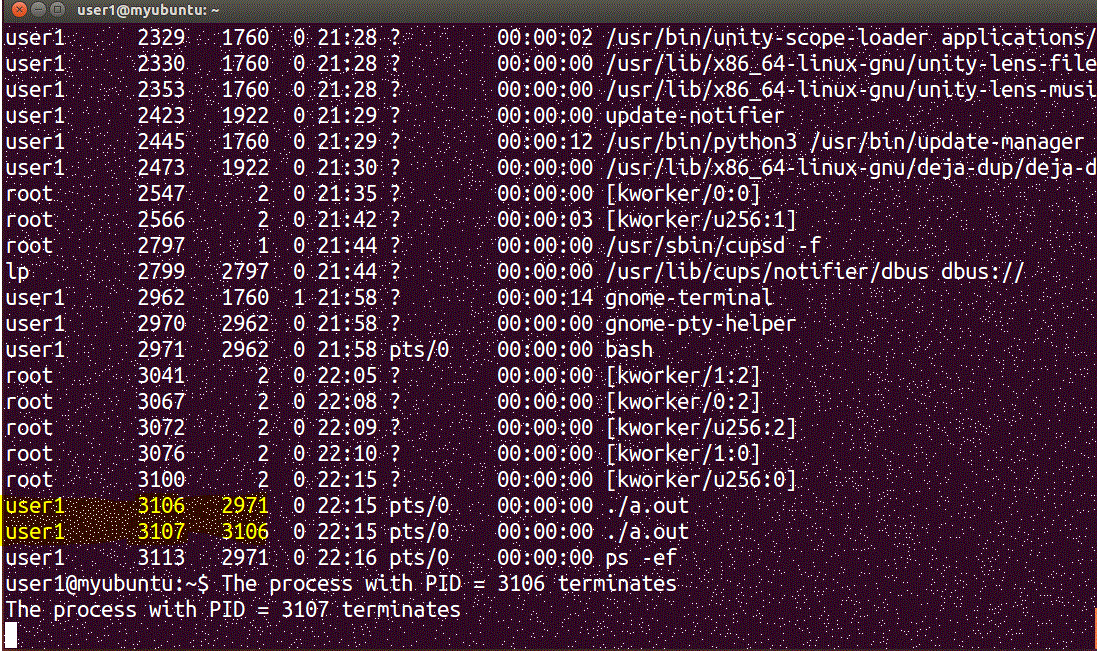 user1@myubuntu: ~
user1 2329 1760 0 21:28 ? 00:00:02 /usr/bin/unity-scope-loader applications/
user1 2330 1760 0 21:28 ? 00:00:00 /usr/lib/x86_64-linux-gnu/unity-lens-file
user1 2353 1760 0 21:28 ? 00:00:00 /usr/lib/x86_64-linux-gnu/unity-lens-musi
user1 2423 1922 0 21:29 ? 00:00:00 update-notifier
user1 2445 1760 0 21:29 ? 00:00:12 /usr/bin/python3 /usr/bin/update-manager
user1 2473 1922 0 21:30 ? 00:00:00 /usr/lib/x86_64-linux-gnu/deja-dup/deja-d
root 2547 2 0 21:35 ? 00:00:00 [kworker/0:0]
root 2566 2 0 21:42 ? 00:00:03 [kworker/u256:1]
root 2797 1 0 21:44 ? 00:00:00 /usr/sbin/cupsd -f
lp 2799 2797 0 21:44 ? 00:00:00 /usr/lib/cups/notifier/dbus dbus://
user1 2962 1760 1 21:58 ? 00:00:14 gnome-terminal
user1 2970 2962 0 21:58 ? 00:00:00 gnome-pty-helper
user1 2971 2962 0 21:58 pts/0 00:00:00 bash
root 3041 2 0 22:05 ? 00:00:00 [kworker/1:2]
root 3067 2 0 22:08 ? 00:00:00 [kworker/0:2]
root 3072 2 0 22:09 ? 00:00:00 [kworker/u256:2]
root 3076 2 0 22:10 ? 00:00:00 [kworker/1:0]
root 3100 2 0 22:15 ? 00:00:00 [kworker/u256:0]
user1 3106 2971 0 22:15 pts/0 00:00:00 ./a.out
user1 3107 3106 0 22:15 pts/0 00:00:00 ./a.out
user1 3113 2971 0 22:16 pts/0 00:00:00 ps -ef
user1@myubuntu:~$ The process with PID = 3106 terminates
The process with PID = 3107 terminates